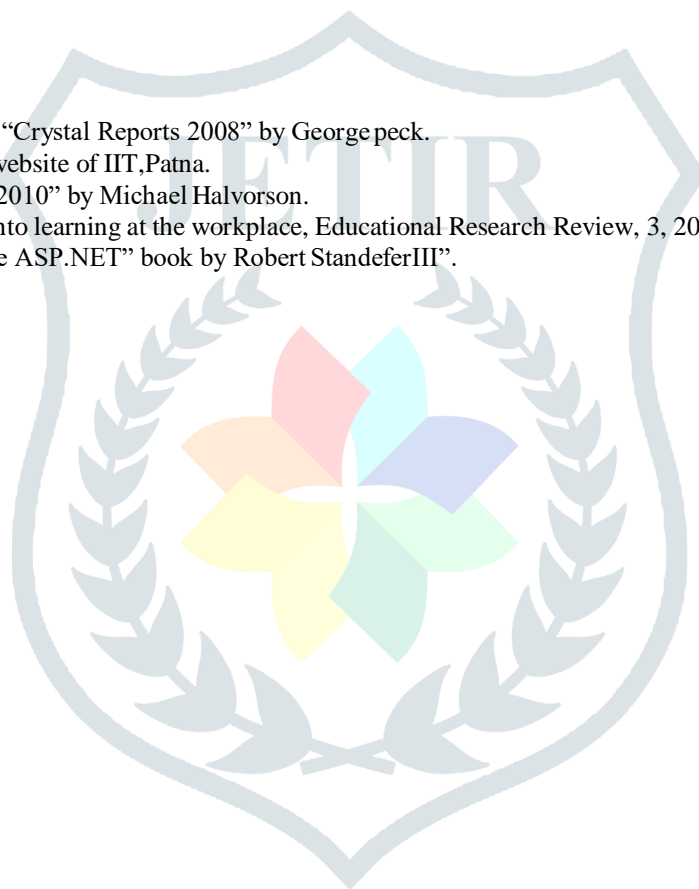 “Crystal Reports 2008” by George peck.
website of IIT,Patna.
2010” by Michael Halvorson.
nto learning at the workplace, Educational Research Review, 3, 20
e ASP.NET” book by Robert StandeferIII”.
JETIR